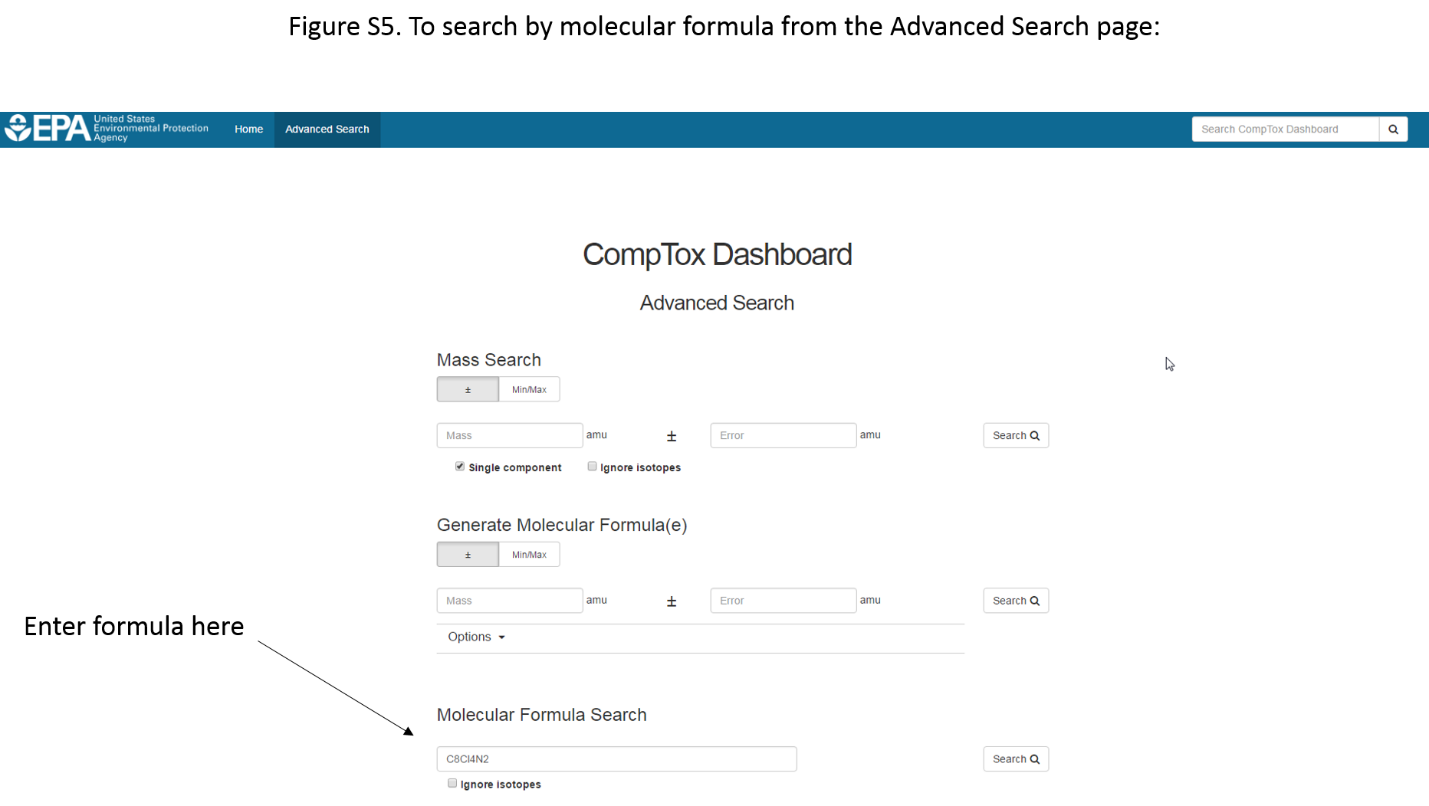 Figure S5. To search by molecular formula from the Advanced Search page:
EPA United States Environmental Protection Agency Home Advanced Search Search CompTox Dashboard
CompTox Dashboard
Advanced Search
Mass Search
± Min/Max
Mass amu ± Error amu Search
Single component Ignore isotopes
Generate Molecular Formula(e)
± Min/Max
Mass amu ± Error amu Search
Enter formula here
Options
Molecular Formula Search
C8Cl4N2 Search
Ignore isotopes